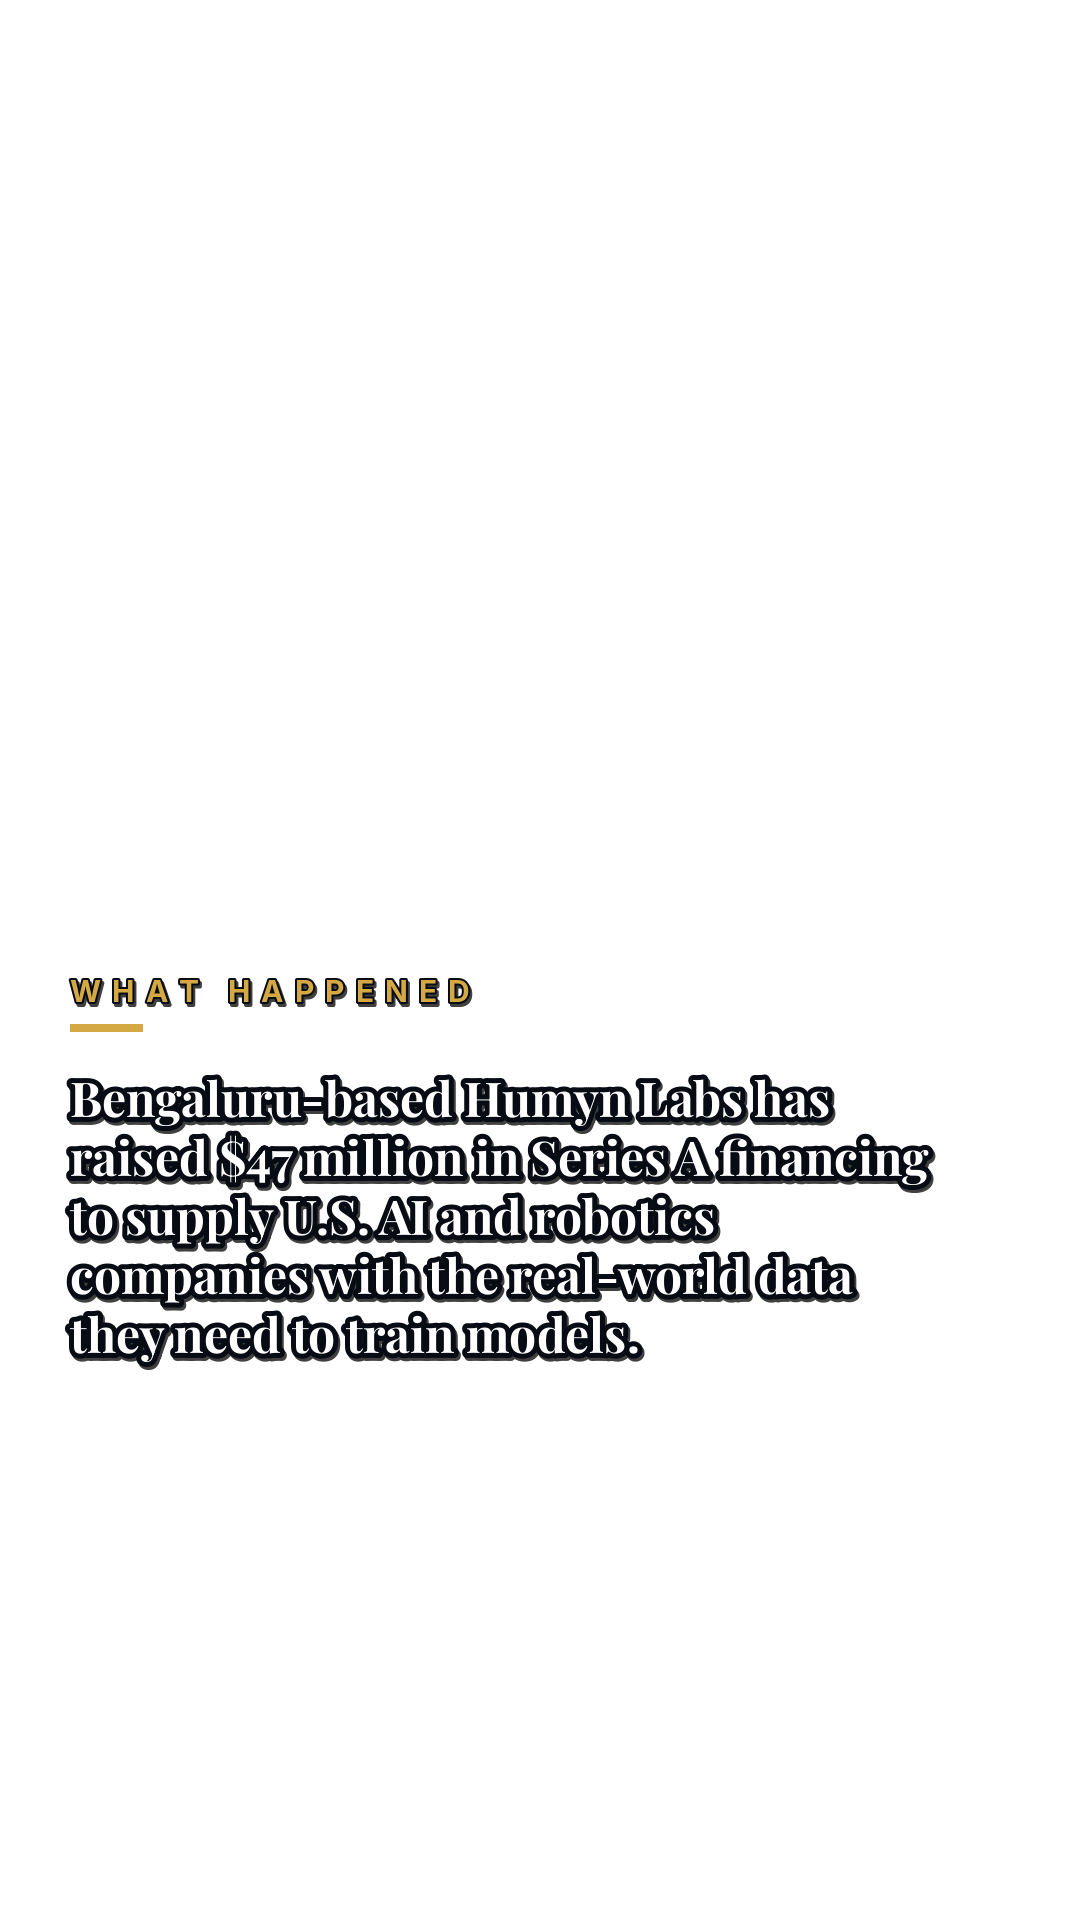 WHAT HAPPENED
Bengaluru-based Humyn Labs has
raised $47 million in Series A financing
to supply U.S. AI and robotics
companies with the real-world data
they need to train models.